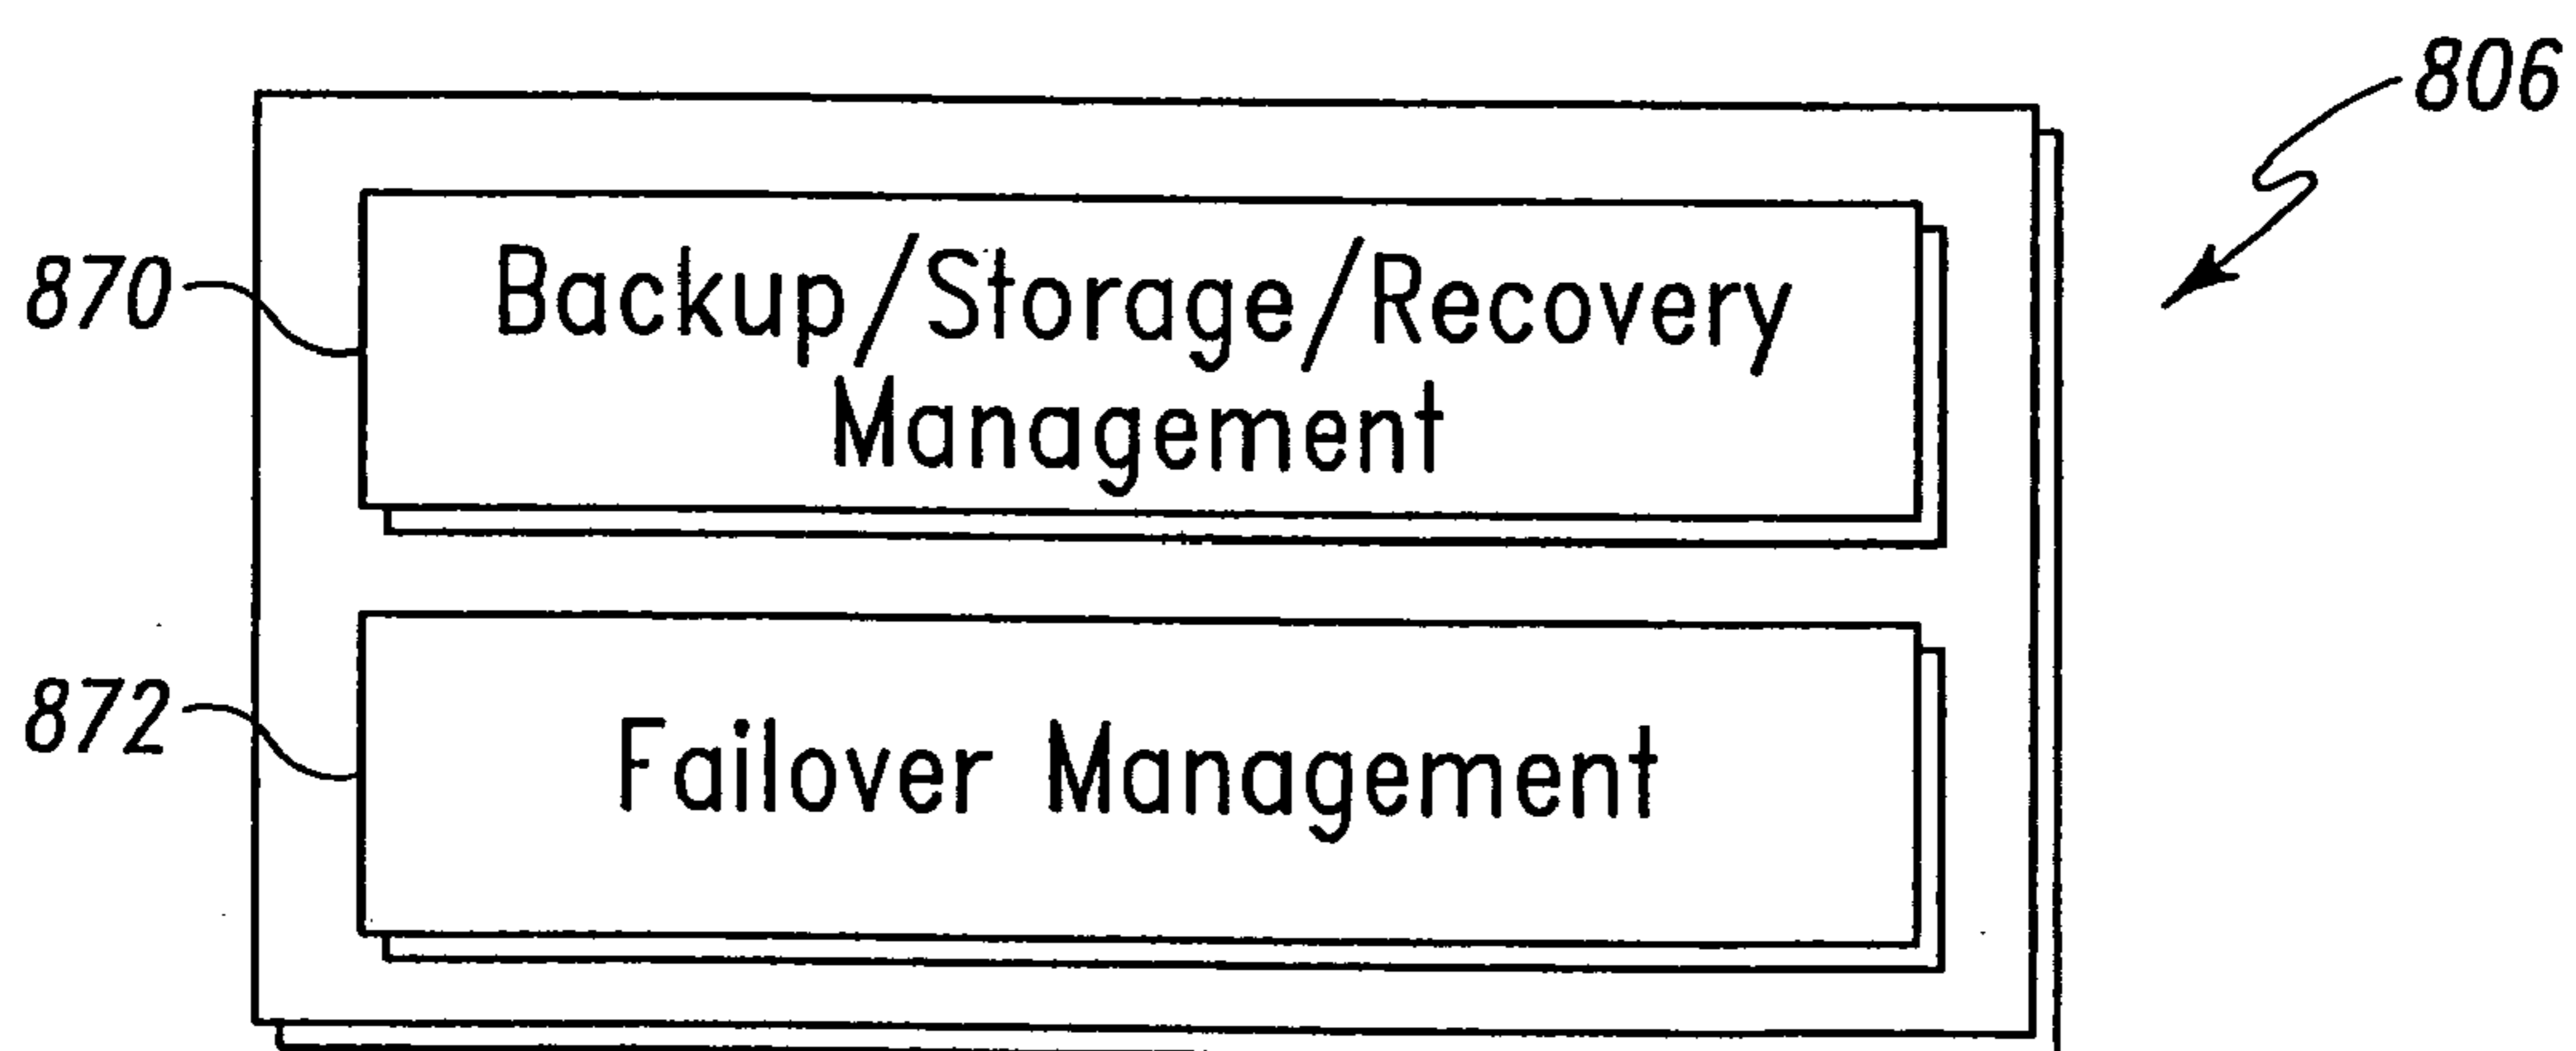 806
870
Backup/Storage/Recovery
Management
872
Failover Management